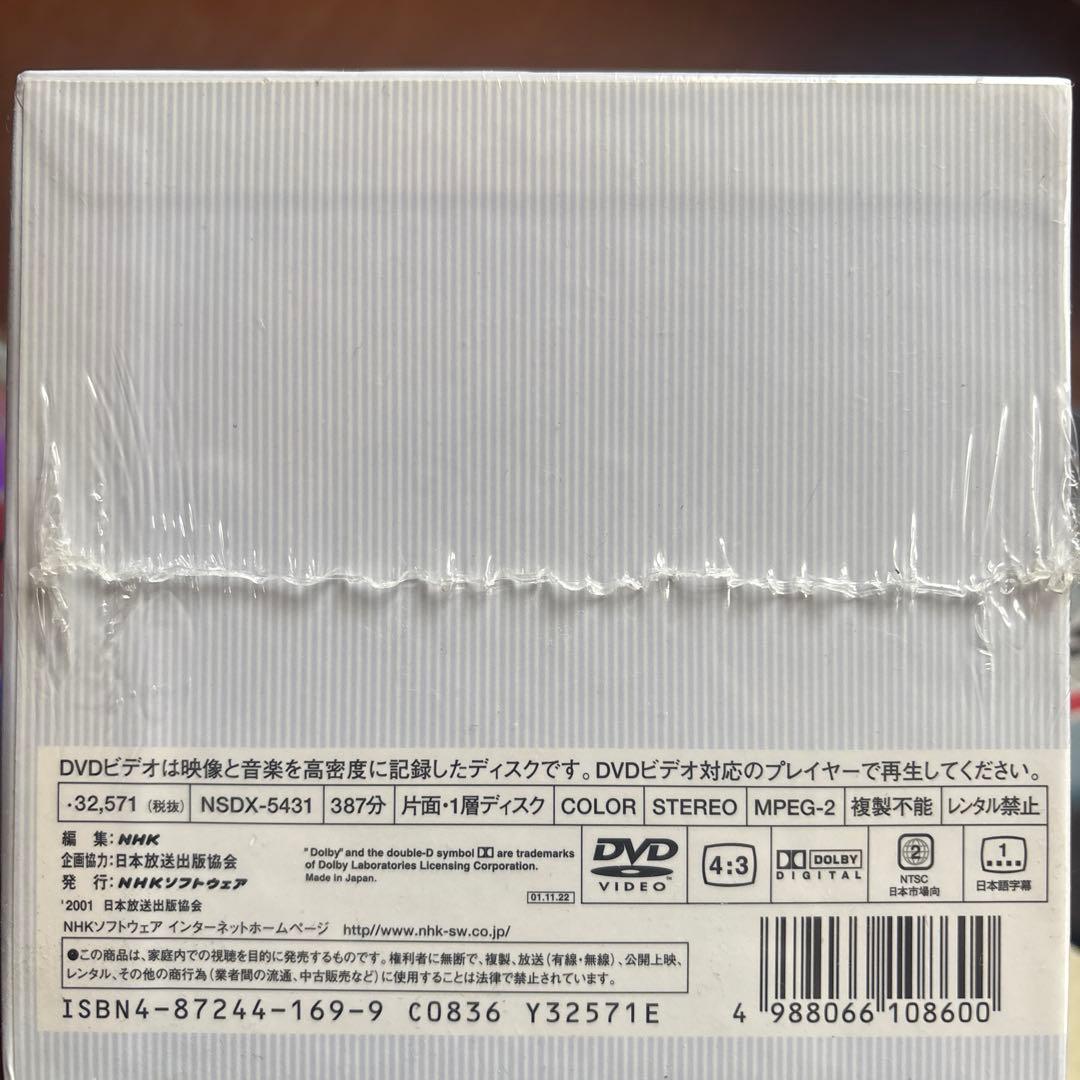 DVDビデオは映像と音楽を高密度に記録したディスクです。DVDビデオ対応のプレイヤーで再生してください。
・32,571（税抜） NSDX-5431 387分 片面・1層ディスク COLOR STEREO MPEG-2 複製不能 レンタル禁止
編　集：NHK
企画協力：日本放送出版協会
発　行：NHKソフトウェア
'2001 日本放送出版協会
"Dolby" and the double-D symbol are trademarks
of Dolby Laboratories Licensing Corporation.
Made in Japan.
01.11.22
DVD
VIDEO™
4:3
DOLBY
DIGITAL
2
NTSC
日本市場向
1
日本語字幕
NHKソフトウェア インターネットホームページ http//www.nhk-sw.co.jp/
●この商品は、家庭内での視聴を目的に発売するものです。権利者に無断で、複製、放送（有線・無線）、公開上映、
レンタル、その他の商行為（業者間の流通、中古販売など）に使用することは法律で禁止されています。
ISBN4-87244-169-9 C0836 Y32571E
4 988066 108600